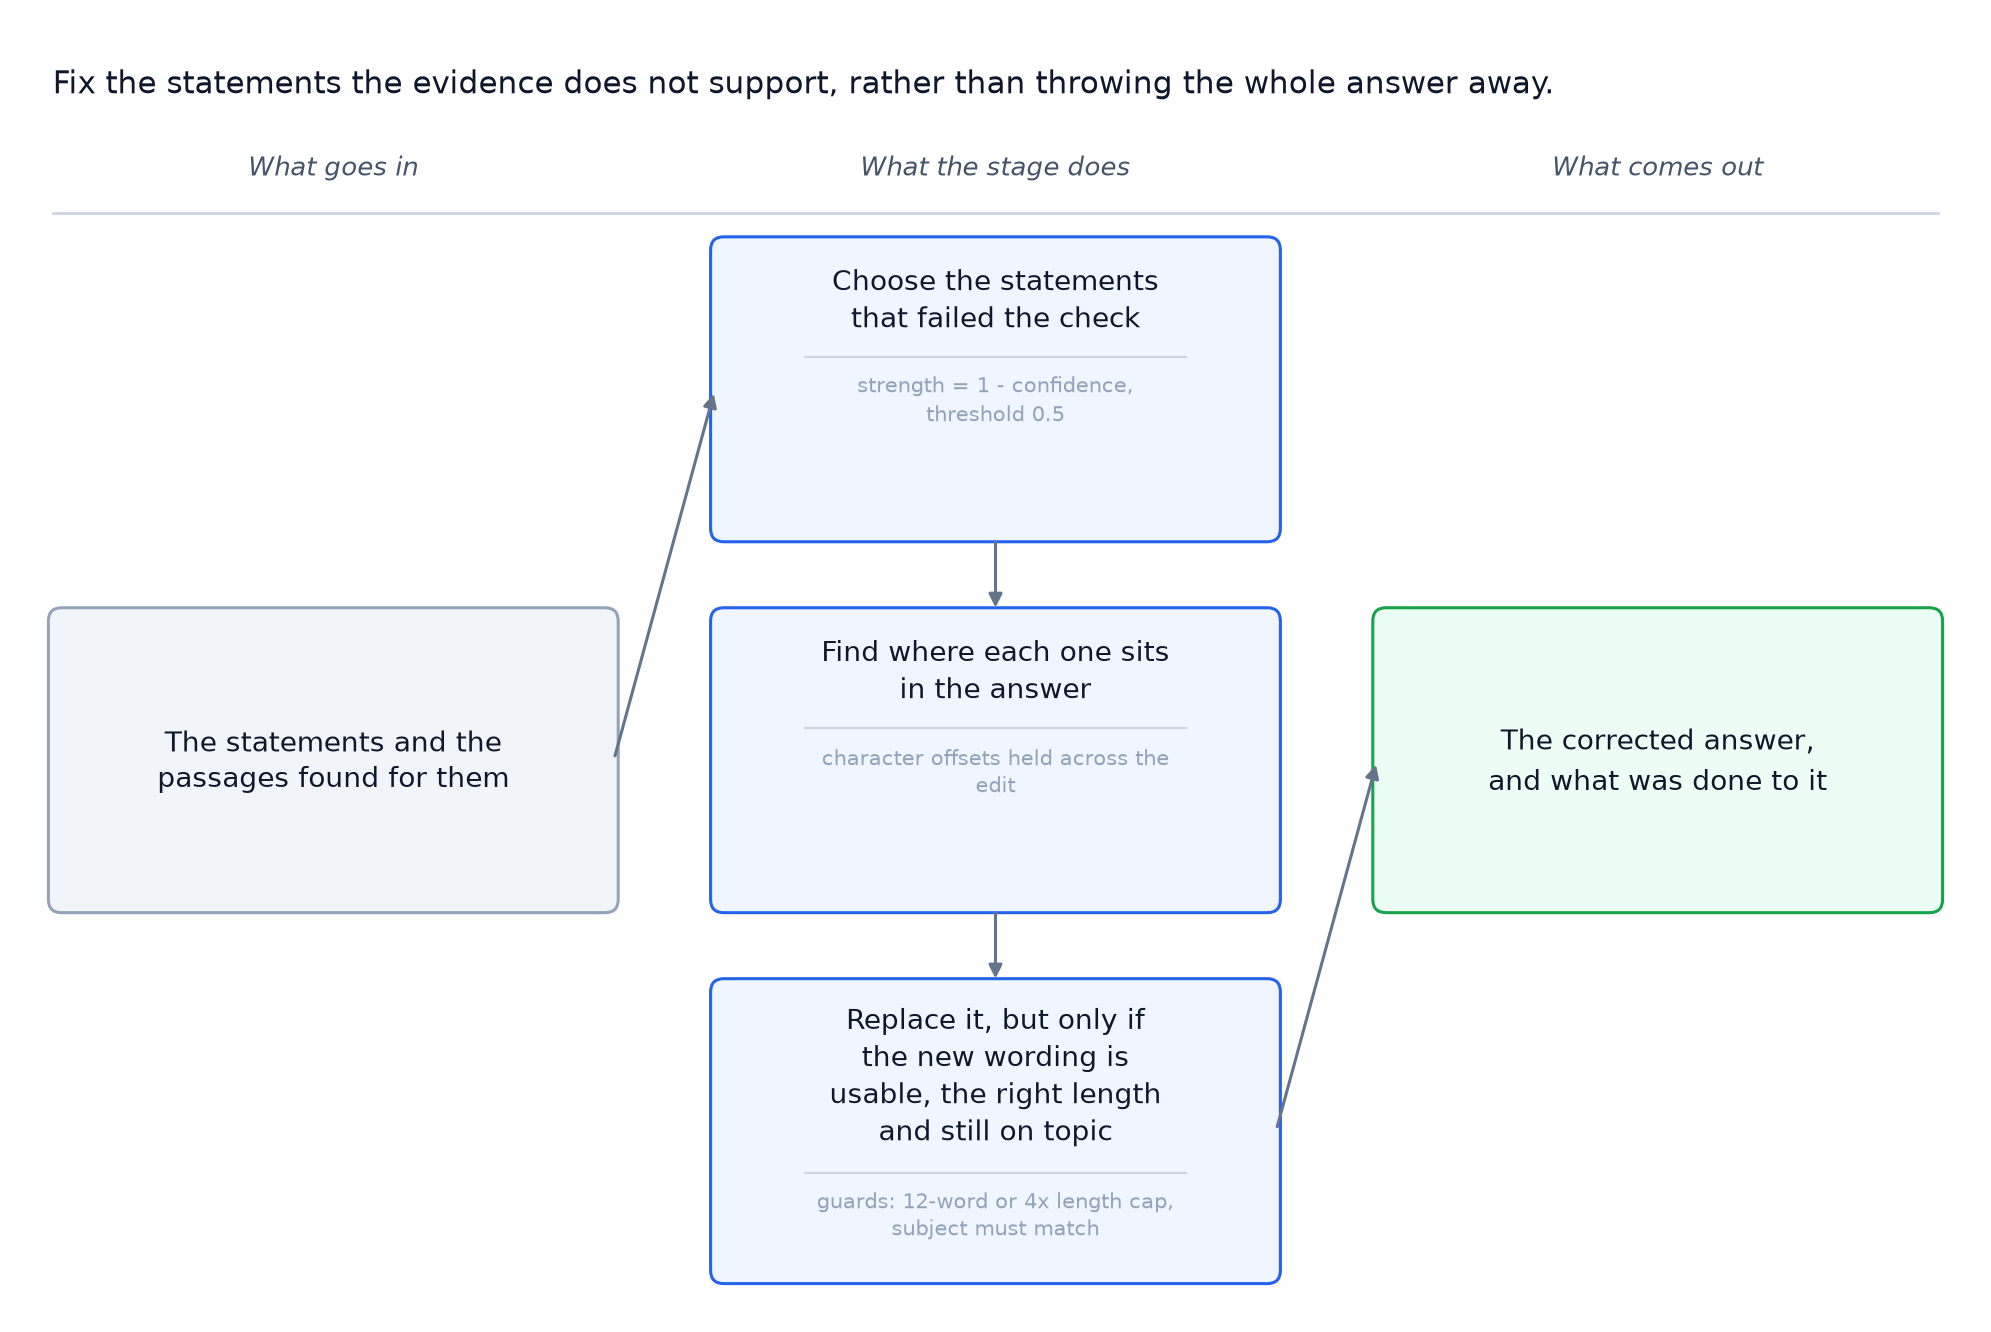 Fix the statements the evidence does not support, rather than throwing the whole answer away.
What goes in
What the stage does
What comes out
Choose the statements
that failed the check
strength = 1 - confidence,
threshold 0.5
The statements and the
passages found for them
Find where each one sits
in the answer
character offsets held across the
edit
The corrected answer,
and what was done to it
Replace it, but only if
the new wording is
usable, the right length
and still on topic
guards: 12-word or 4x length cap,
subject must match